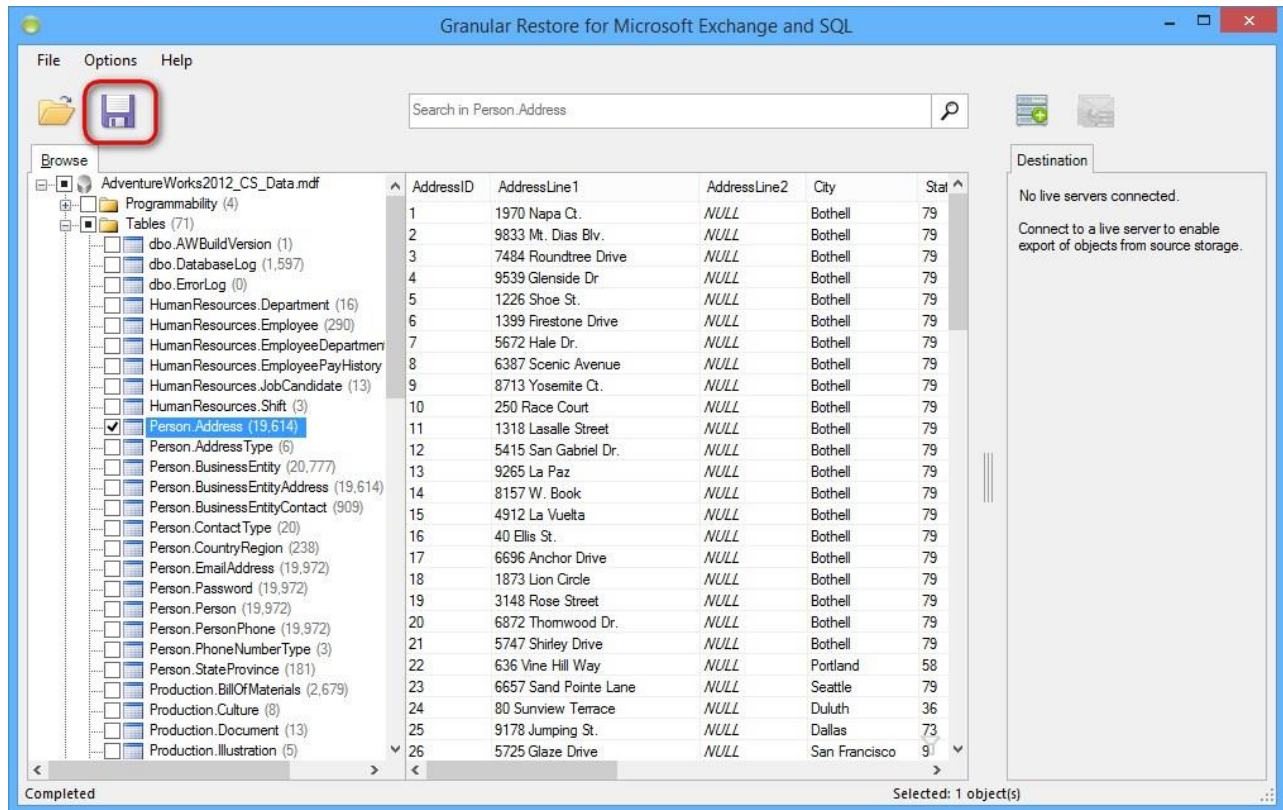 Granular Restore for Microsoft Exchange and SQL
File Options Help
Search in Person.Address
Browse
AdventureWorks2012_CS_Data.mdf
Programmability (4)
Tables (71)
dbo.AWBuildVersion (1)
dbo.DatabaseLog (1,597)
dbo.ErrorLog (0)
HumanResources.Department (16)
HumanResources.Employee (290)
HumanResources.EmployeeDepartmen
HumanResources.EmployeePayHistory
HumanResources.JobCandidate (13)
HumanResources.Shift (3)
Person.Address (19,614)
Person.AddressType (6)
Person.BusinessEntity (20,777)
Person.BusinessEntityAddress (19,614)
Person.BusinessEntityContact (909)
Person.ContactType (20)
Person.CountryRegion (238)
Person.EmailAddress (19,972)
Person.Password (19,972)
Person.Person (19,972)
Person.PersonPhone (19,972)
Person.PhoneNumberType (3)
Person.StateProvince (181)
Production.BillOfMaterials (2,679)
Production.Culture (8)
Production.Document (13)
Production.Illustration (5)
AddressID AddressLine1 AddressLine2 City Stat
1 1970 Napa Ct. NULL Bothell 79
2 9833 Mt. Dias Blv. NULL Bothell 79
3 7484 Roundtree Drive NULL Bothell 79
4 9539 Glenside Dr NULL Bothell 79
5 1226 Shoe St. NULL Bothell 79
6 1399 Firestone Drive NULL Bothell 79
7 5672 Hale Dr. NULL Bothell 79
8 6387 Scenic Avenue NULL Bothell 79
9 8713 Yosemite Ct. NULL Bothell 79
10 250 Race Court NULL Bothell 79
11 1318 Lasalle Street NULL Bothell 79
12 5415 San Gabriel Dr. NULL Bothell 79
13 9265 La Paz NULL Bothell 79
14 8157 W. Book NULL Bothell 79
15 4912 La Vuelta NULL Bothell 79
16 40 Ellis St. NULL Bothell 79
17 6696 Anchor Drive NULL Bothell 79
18 1873 Lion Circle NULL Bothell 79
19 3148 Rose Street NULL Bothell 79
20 6872 Thornwood Dr. NULL Bothell 79
21 5747 Shirley Drive NULL Bothell 79
22 636 Vine Hill Way NULL Portland 58
23 6657 Sand Pointe Lane NULL Seattle 79
24 80 Sunview Terrace NULL Duluth 36
25 9178 Jumping St. NULL Dallas 73
26 5725 Glaze Drive NULL San Francisco 9
Destination
No live servers connected.
Connect to a live server to enable
export of objects from source storage.
Completed
Selected: 1 object(s)